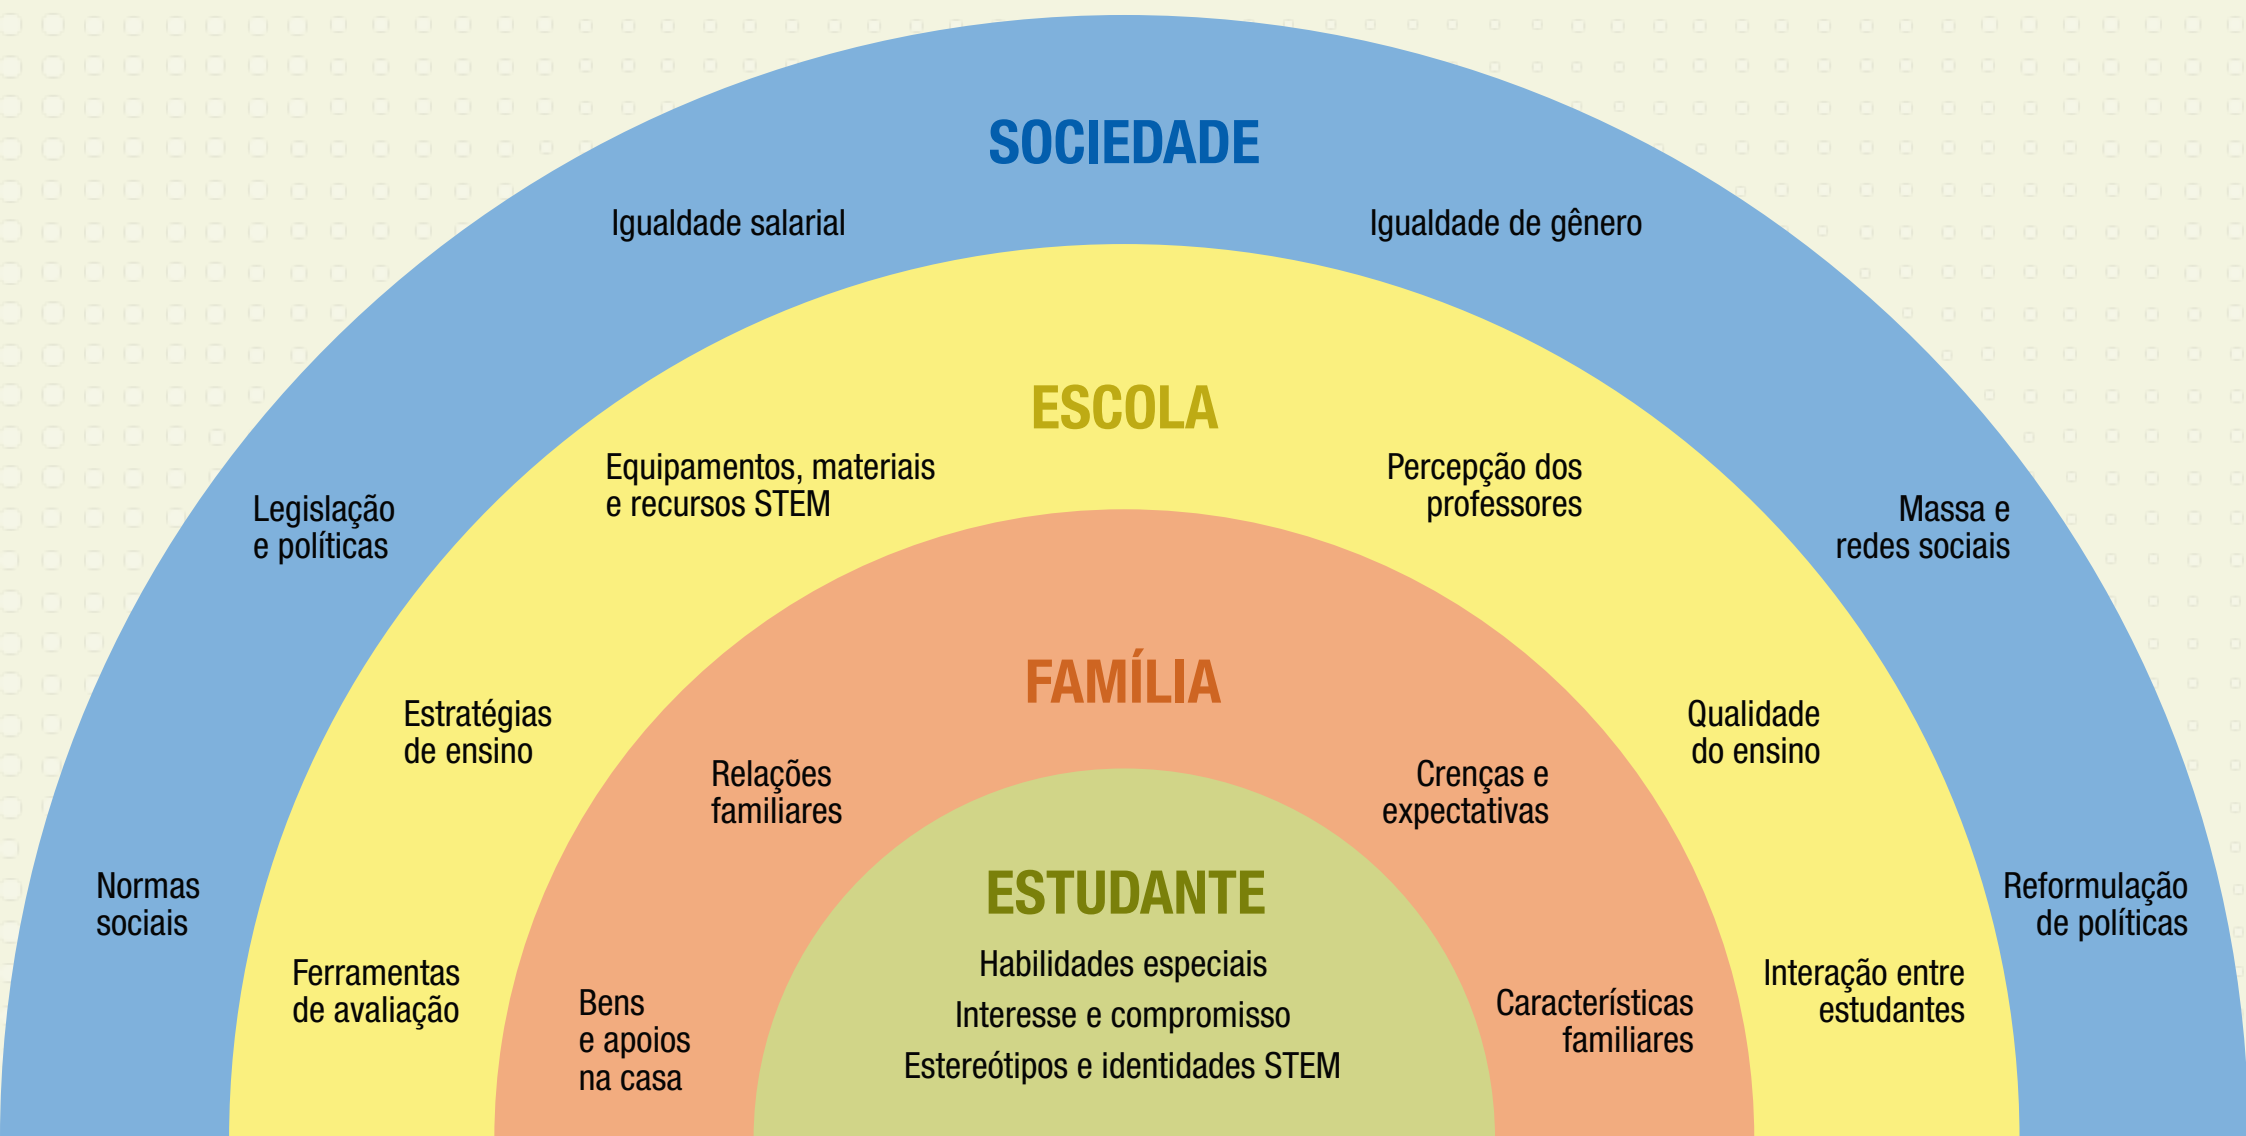 SOCIEDADE
Igualdade salarial
Igualdade de gênero
Legislação
e políticas
Massa e
redes sociais
Normas
sociais
Reformulação
de políticas
ESCOLA
Equipamentos, materiais
e recursos STEM
Percepção dos
professores
Estratégias
de ensino
Qualidade
do ensino
Ferramentas
de avaliação
Interação entre
estudantes
FAMÍLIA
Relações
familiares
Crenças e
expectativas
Bens
e apoios
na casa
Características
familiares
ESTUDANTE
Habilidades especiais
Interesse e compromisso
Estereótipos e identidades STEM